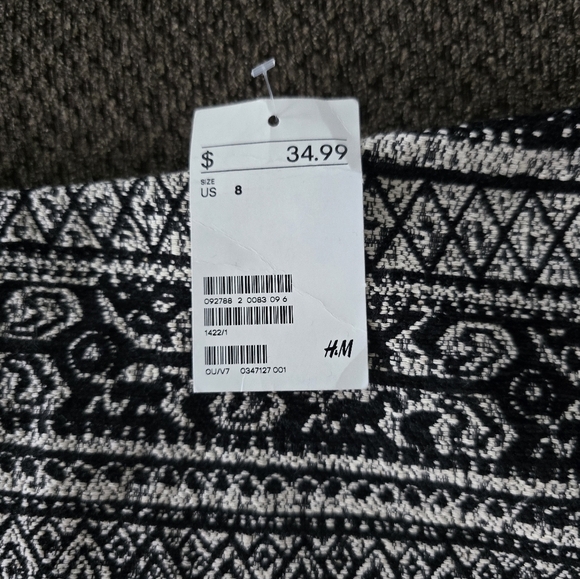 $ 34.99
SIZE
US 8
092788 2 0083 09 6
1422/1
H&M
OU/V7 0347127 001